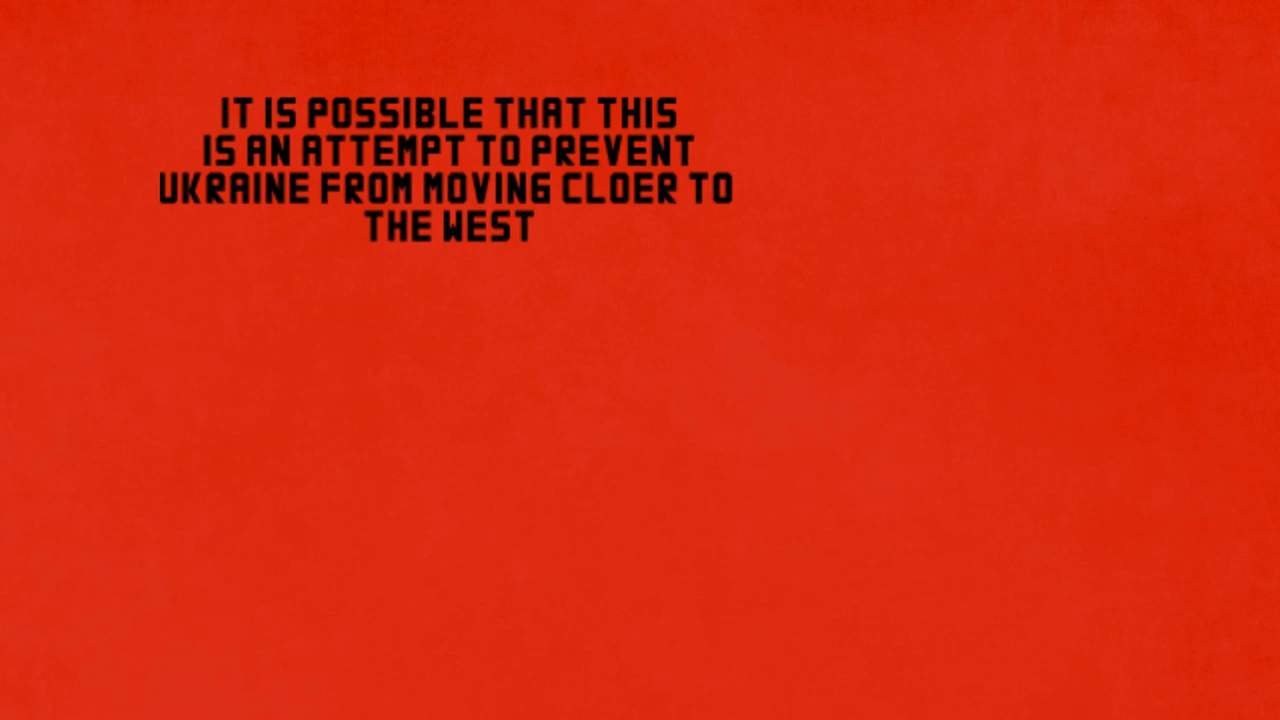 IT IS POSSIBLE THAT THIS
IS AN ATTEMPT TO PREVENT
UKRAINE FROM MOVING CLOER TO
THE WEST